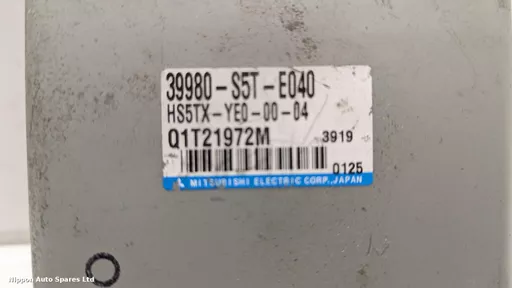 39980-S5T-E040
HS5TX-YE0-00-04
Q1T21972M 3919
0125
MITSUBISHI ELECTRIC CORP.,JAPAN
Nippon Auto Spares Ltd